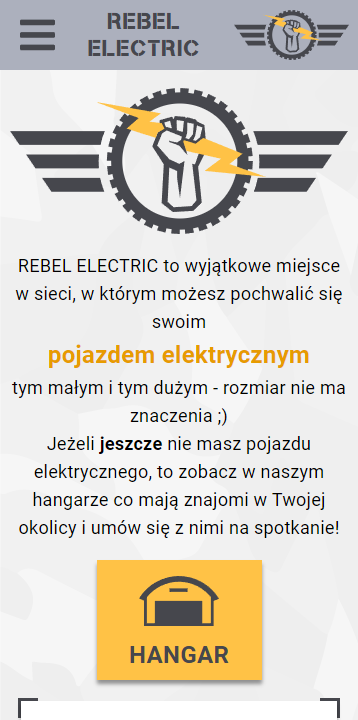 REBEL
ELECTRIC
REBEL ELECTRIC to wyjątkowe miejsce
w sieci, w którym możesz pochwalić się
swoim
pojazdem elektrycznym
tym małym i tym dużym - rozmiar nie ma
znaczenia ;)
Jeżeli jeszcze nie masz pojazdu
elektrycznego, to zobacz w naszym
hangarze co mają znajomi w Twojej
okolicy i umów się z nimi na spotkanie!
HANGAR